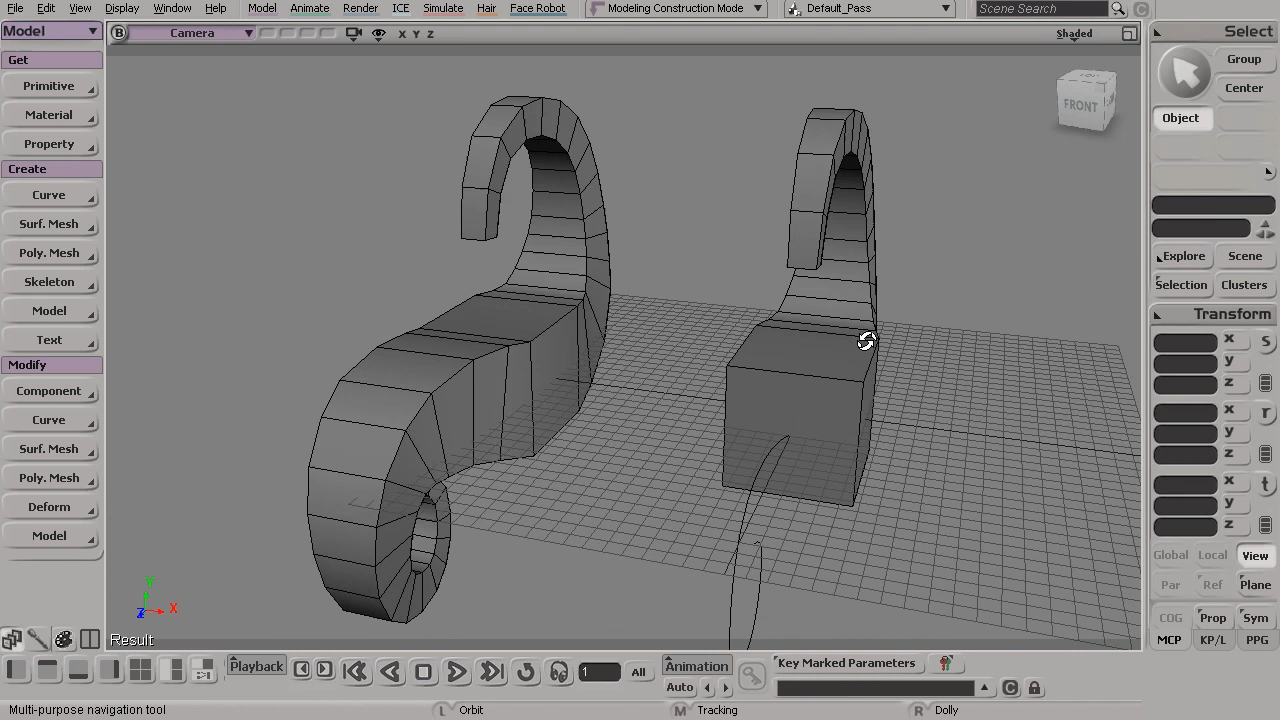 File Edit View Display Window Help Model Animate Render ICE Simulate Hair Face Robot Modeling Construction Mode Default_Pass Scene Search C
Model B Camera X Y Z Shaded Select
Get
Primitive
Material
Property
Create
Curve
Surf. Mesh
Poly. Mesh
Skeleton
Model
Text
Modify
Component
Curve
Surf. Mesh
Poly. Mesh
Deform
Model
FRONT
Y
Z X
Result
Group
Center
Object
Explore Scene
Selection Clusters
Transform
x s
y
z
x r
y
z
x t
y
z
Global Local View
Par Ref Plane
COG Prop Sym
MCP KP/L PPG
Playback 1 All Animation Key Marked Parameters
Auto C
Multi-purpose navigation tool L Orbit M Tracking R Dolly